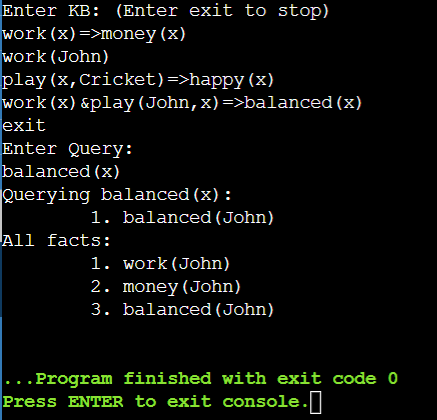 Enter KB: (Enter exit to stop)
work(x)=>money(x)
work(John)
play(x,Cricket)=>happy(x)
work(x)&play(John,x)=>balanced(x)
exit
Enter Query:
balanced(x)
Querying balanced(x):
1. balanced(John)
All facts:
1. work(John)
2. money(John)
3. balanced(John)
...Program finished with exit code 0
Press ENTER to exit console.